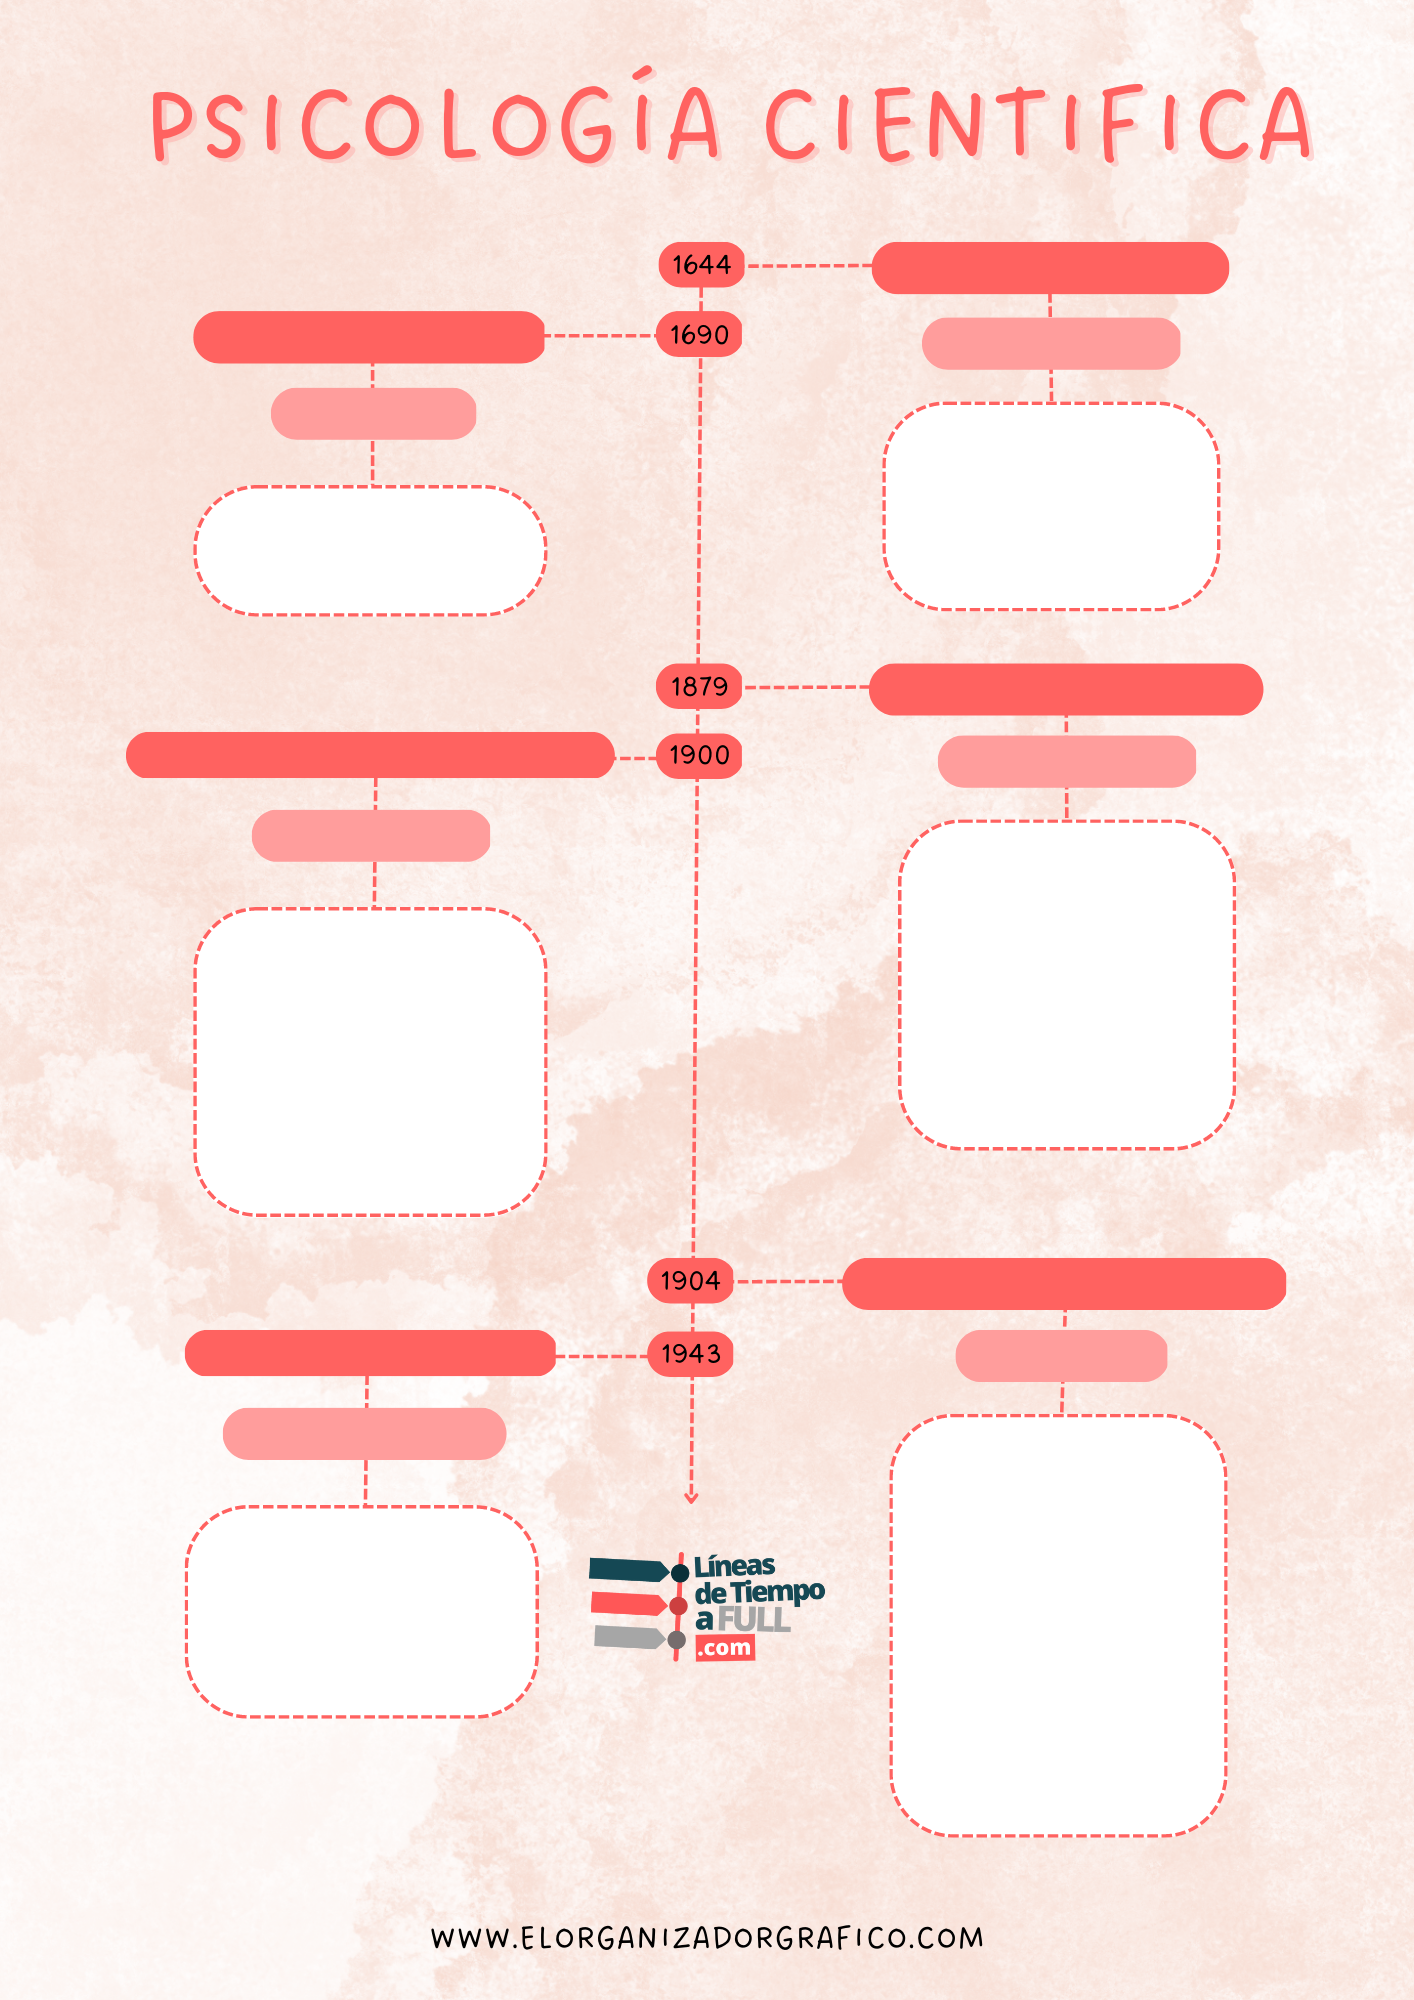 PSICOLOGÍA CIENTIFICA
1644
1690
1879
1900
1904
1943
Líneas
de Tiempo
a FULL
.com
WWW.ELORGANIZADORGRAFICO.COM